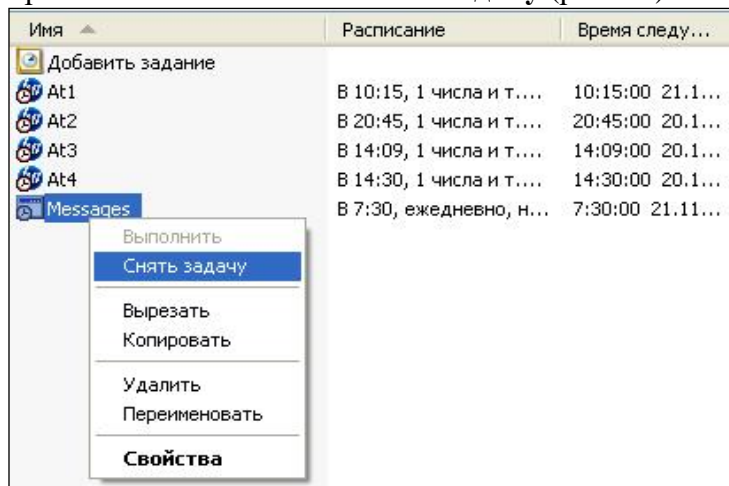 Имя Расписание Время следу...
Добавить задание
At1 В 10:15, 1 числа и т.... 10:15:00 21.1...
At2 В 20:45, 1 числа и т.... 20:45:00 20.1...
At3 В 14:09, 1 числа и т.... 14:09:00 20.1...
At4 В 14:30, 1 числа и т.... 14:30:00 20.1...
Messages В 7:30, ежедневно, н... 7:30:00 21.11...
Выполнить
Снять задачу
Вырезать
Копировать
Удалить
Переименовать
Свойства